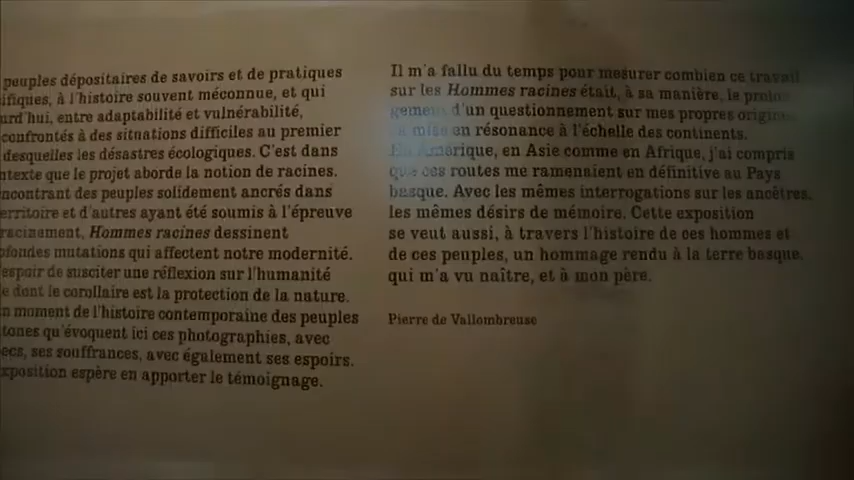 peuples dépositaires de savoirs et de pratiques
ifiques, à l'histoire souvent méconnue, et qui
urd'hui, entre adaptabilité et vulnérabilité,
confrontés à des situations difficiles au premier
desquelles les désastres écologiques. C'est dans
ntexte que le projet aborde la notion de racines.
ncontrant des peuples solidement ancrés dans
erritoire et d'autres ayant été soumis à l'épreuve
racinement, Hommes racines dessinent
ofondes mutations qui affectent notre modernité.
espoir de susciter une réflexion sur l'humanité
e dont le corollaire est la protection de la nature.
n moment de l'histoire contemporaine des peuples
tones qu'évoquent ici ces photographies, avec
ecs, ses souffrances, avec également ses espoirs.
xposition espère en apporter le témoignage.
Il m'a fallu du temps pour mesurer combien ce travail
sur les Hommes racines était, à sa manière, le prolon-
gement d'un questionnement sur mes propres origines,
la mise en résonance à l'échelle des continents.
En Amérique, en Asie comme en Afrique, j'ai compris
que ces routes me ramenaient en définitive au Pays
basque. Avec les mêmes interrogations sur les ancêtres,
les mêmes désirs de mémoire. Cette exposition
se veut aussi, à travers l'histoire de ces hommes et
de ces peuples, un hommage rendu à la terre basque,
qui m'a vu naître, et à mon père.
Pierre de Vallombreuse